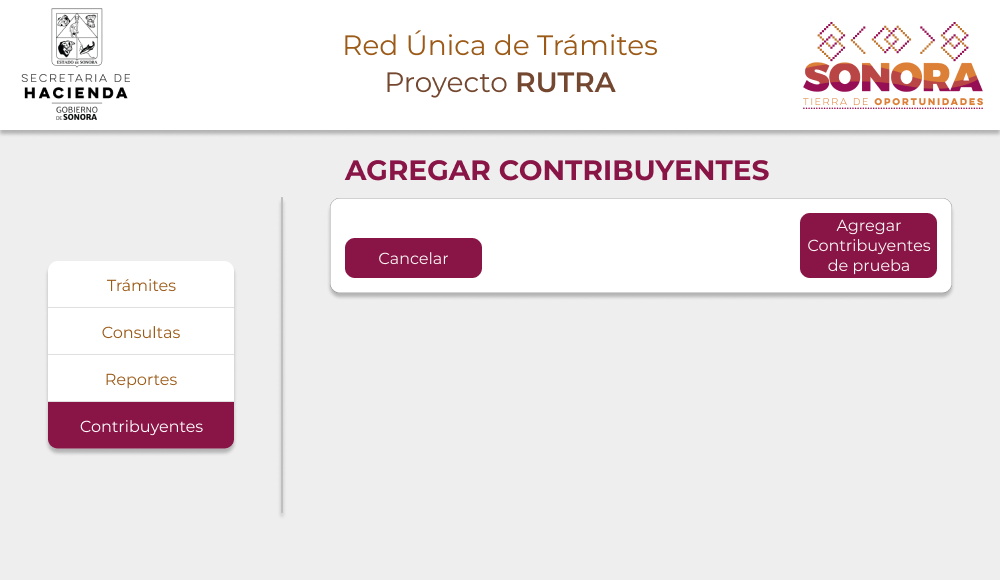 ESTADO DE SONORA
SECRETARIA DE
HACIENDA
GOBIERNO
DE SONORA
Red Única de Trámites
Proyecto RUTRA
SONORA
TIERRA DE OPORTUNIDADES
AGREGAR CONTRIBUYENTES
Cancelar
Agregar
Contribuyentes
de prueba
Trámites
Consultas
Reportes
Contribuyentes